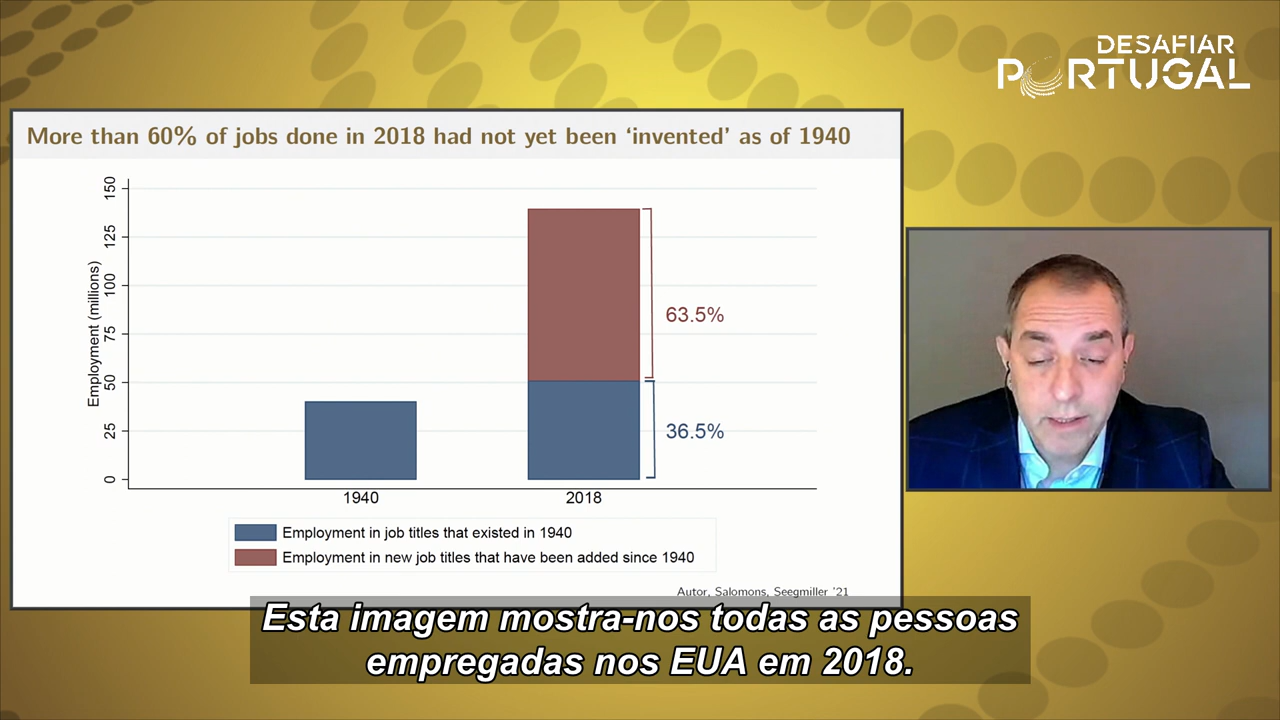 DESAFIAR
PORTUGAL
More than 60% of jobs done in 2018 had not yet been ‘invented’ as of 1940
Employment (millions)
150
125
100
75
50
25
0
63.5%
36.5%
1940
2018
Employment in job titles that existed in 1940
Employment in new job titles that have been added since 1940
Autor, Salomons, Seegmiller ’21
Esta imagem mostra-nos todas as pessoas
empregadas nos EUA em 2018.